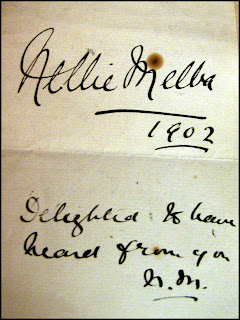 Nellie Melba
1902
Delighted to have
heard from you
N.M.